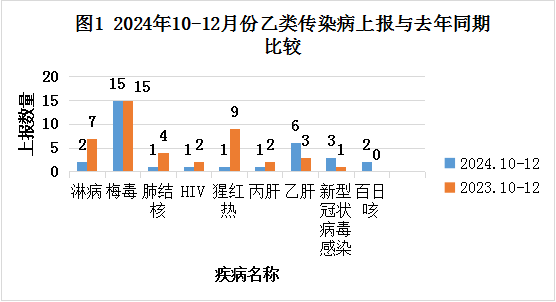 图1 2024年10-12月份乙类传染病上报与去年同期
比较
上报数量
20
15
10
5
0
2 7 15 15 1 4 1 2 1 9 1 2 6 3 3 1 2 0
淋病 梅毒 肺结核 HIV 猩红热 丙肝 乙肝 新型冠状病毒感染 百日咳
疾病名称
2024.10-12
2023.10-12